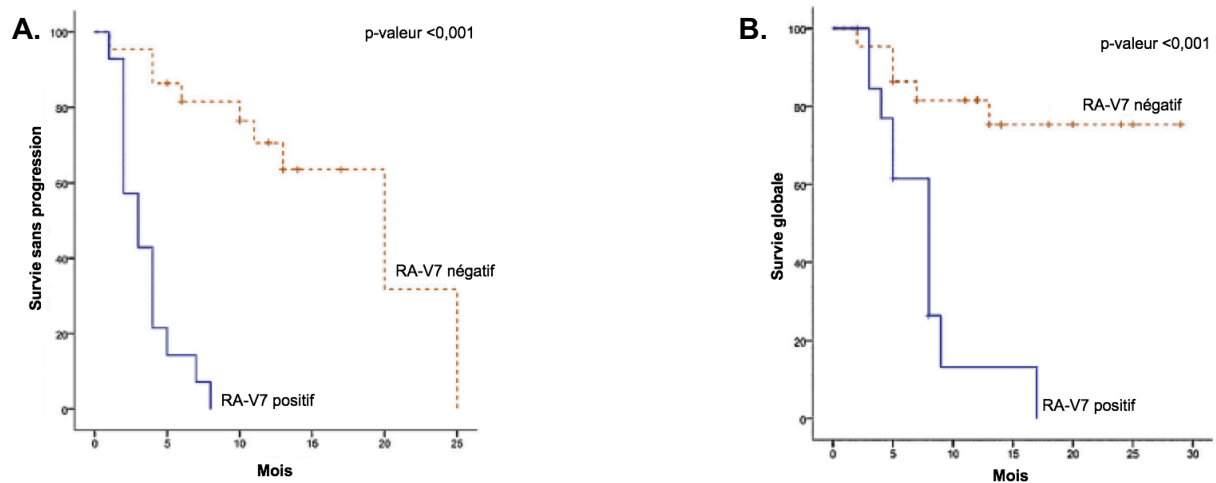 A.
p-valeur <0,001
Survie sans progression
100
80
60
40
20
0
RA-V7 négatif
RA-V7 positif
0 5 10 15 20 25
Mois
B.
p-valeur <0,001
Survie globale
100
80
60
40
20
0
RA-V7 négatif
RA-V7 positif
0 5 10 15 20 25 30
Mois